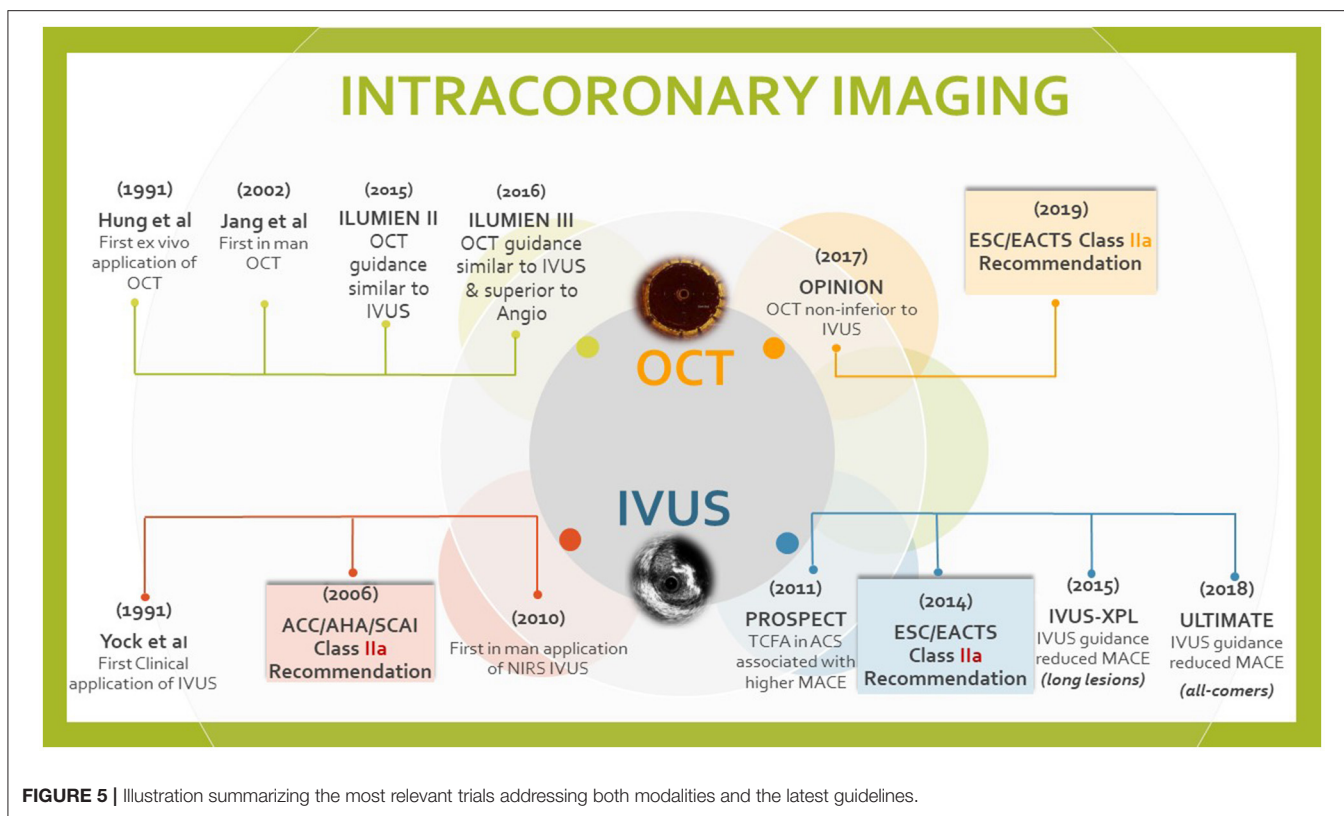 INTRACORONARY IMAGING
(1991)
Hung et al
First ex vivo
application of
OCT
(2002)
Jang et al
First in man
OCT
(2015)
ILUMIEN II
OCT
guidance
similar to
IVUS
(2016)
ILUMIEN III
OCT guidance
similar to IVUS
& superior to
Angio
(2017)
OPINION
OCT non-inferior to
IVUS
(2019)
ESC/EACTS Class IIa
Recommendation
OCT
IVUS
(1991)
Yock et al
First Clinical
application of IVUS
(2006)
ACC/AHA/SCAI
Class IIa
Recommendation
(2010)
First in man application
of NIRS IVUS
(2011)
PROSPECT
TCFA in ACS
associated with
higher MACE
(2014)
ESC/EACTS
Class IIa
Recommendation
(2015)
IVUS-XPL
IVUS guidance
reduced MACE
(long lesions)
(2018)
ULTIMATE
IVUS guidance
reduced MACE
(all-comers)
FIGURE 5 | Illustration summarizing the most relevant trials addressing both modalities and the latest guidelines.